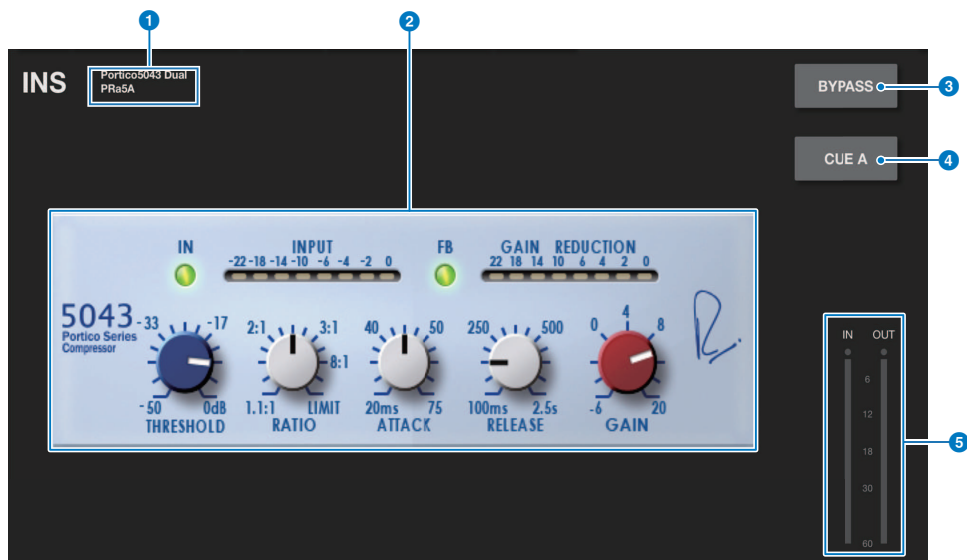 1
2
INS
Portico5043 Dual
PRa5A
BYPASS
3
CUE A
4
IN
INPUT
FB
GAIN REDUCTION
-22 -18 -14 -10 -6 -4 -2 0
22 18 14 10 6 4 2 0
5043
Portico Series
Compressor
-33
-17
-50
0dB
THRESHOLD
2:1
3:1
8:1
1.1:1
LIMIT
RATIO
40
50
20ms
75
ATTACK
250
500
100ms
2.5s
RELEASE
0
4
8
-6
20
GAIN
IN OUT
6
12
18
30
60
5